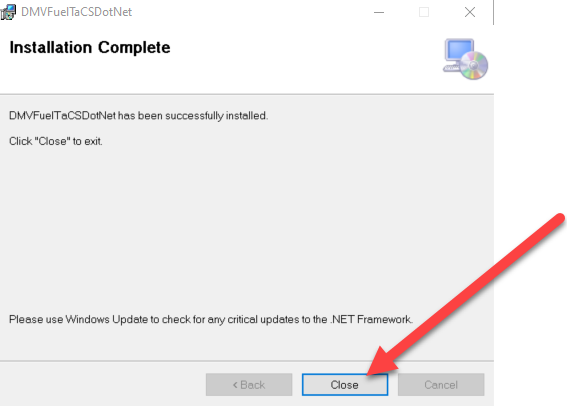 DMVFuelTaCSDotNet
Installation Complete
DMVFuelTaCSDotNet has been successfully installed.
Click "Close" to exit.
Please use Windows Update to check for any critical updates to the .NET Framework.
< Back
Close
Cancel